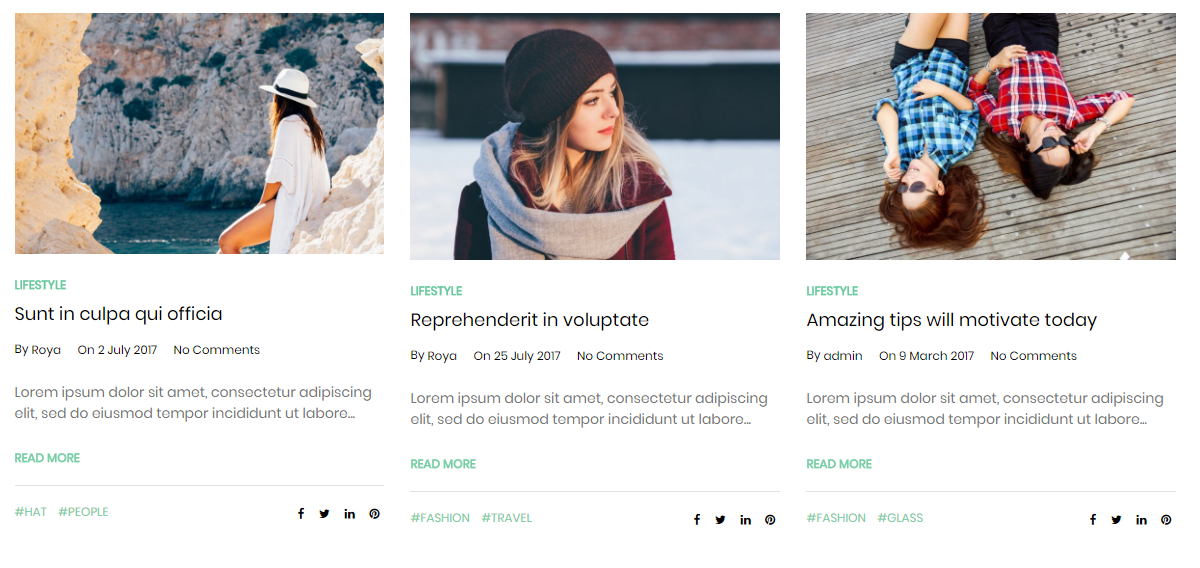 LIFESTYLE
Sunt in culpa qui officia
By Roya On 2 July 2017 No Comments
Lorem ipsum dolor sit amet, consectetur adipiscing
elit, sed do eiusmod tempor incididunt ut labore...
READ MORE
#HAT #PEOPLE
LIFESTYLE
Reprehenderit in voluptate
By Roya On 25 July 2017 No Comments
Lorem ipsum dolor sit amet, consectetur adipiscing
elit, sed do eiusmod tempor incididunt ut labore...
READ MORE
#FASHION #TRAVEL
LIFESTYLE
Amazing tips will motivate today
By admin On 9 March 2017 No Comments
Lorem ipsum dolor sit amet, consectetur adipiscing
elit, sed do eiusmod tempor incididunt ut labore...
READ MORE
#FASHION #GLASS